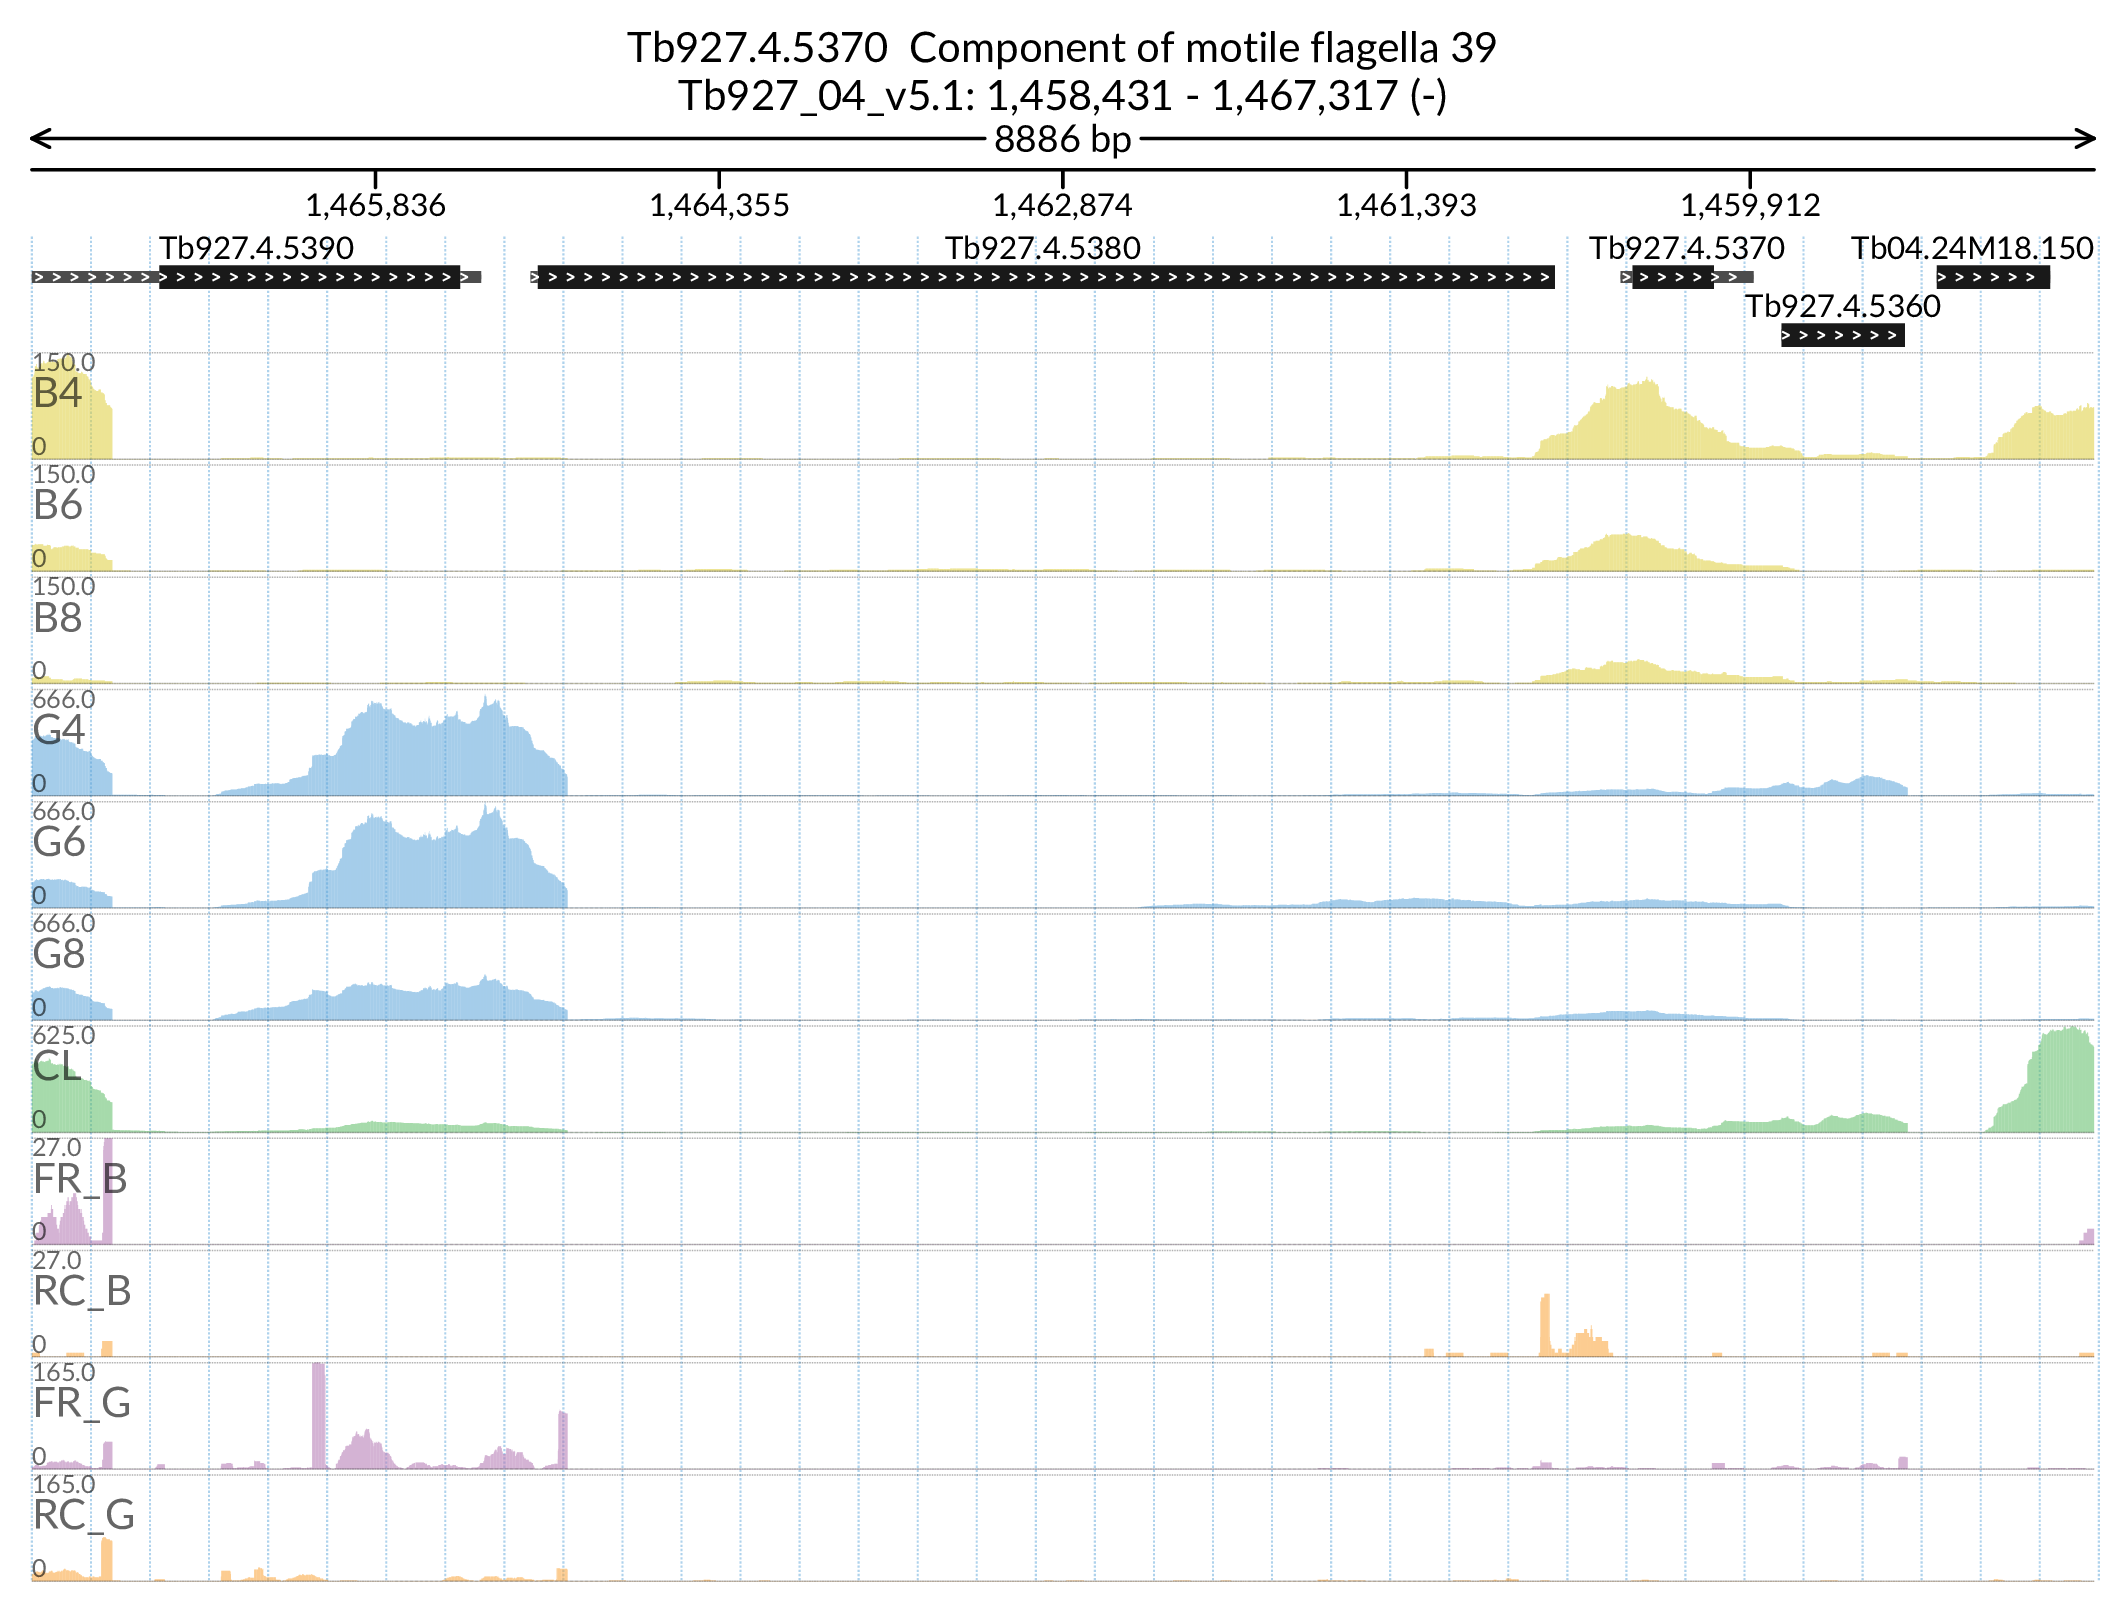 Tb927.4.5370  Component of motile flagella 39
Tb927_04_v5.1: 1,458,431 - 1,467,317 (-)
8886 bp
1,465,836 1,464,355 1,462,874 1,461,393 1,459,912
Tb927.4.5390 Tb927.4.5380 Tb927.4.5370 Tb04.24M18.150
Tb927.4.5360
150.0
B4
0
150.0
B6
0
150.0
B8
0
666.0
G4
0
666.0
G6
0
666.0
G8
0
625.0
CL
0
27.0
FR_B
0
27.0
RC_B
0
165.0
FR_G
0
165.0
RC_G
0